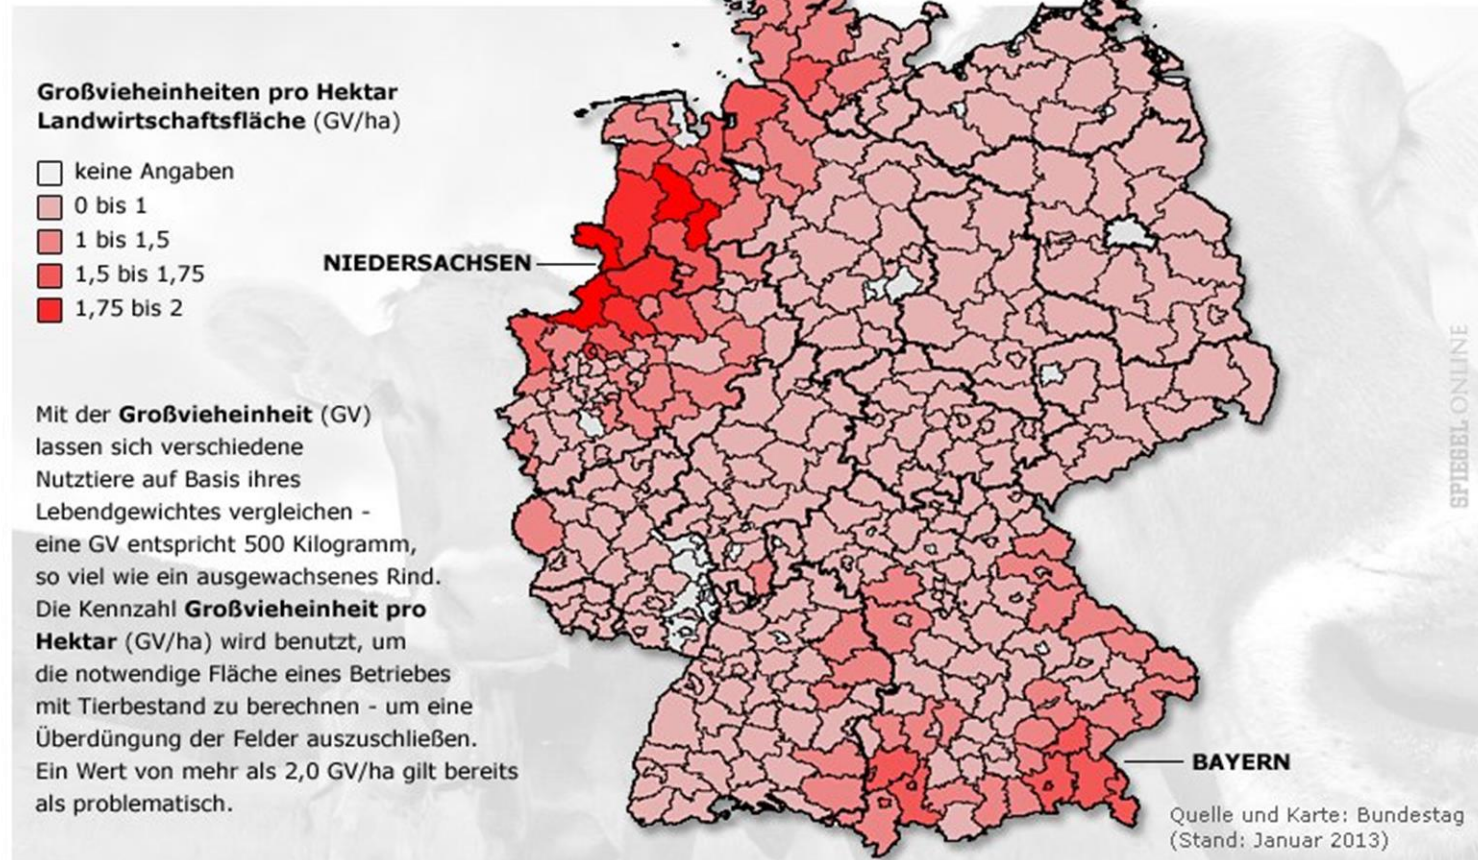 Großvieheinheiten pro Hektar
Landwirtschaftsfläche (GV/ha)
keine Angaben
0 bis 1
1 bis 1,5
1,5 bis 1,75
1,75 bis 2
NIEDERSACHSEN
Mit der Großvieheinheit (GV)
lassen sich verschiedene
Nutztiere auf Basis ihres
Lebendgewichtes vergleichen -
eine GV entspricht 500 Kilogramm,
so viel wie ein ausgewachsenes Rind.
Die Kennzahl Großvieheinheit pro
Hektar (GV/ha) wird benutzt, um
die notwendige Fläche eines Betriebes
mit Tierbestand zu berechnen - um eine
Überdüngung der Felder auszuschließen.
Ein Wert von mehr als 2,0 GV/ha gilt bereits
als problematisch.
BAYERN
Quelle und Karte: Bundestag
(Stand: Januar 2013)
SPIEGEL ONLINE